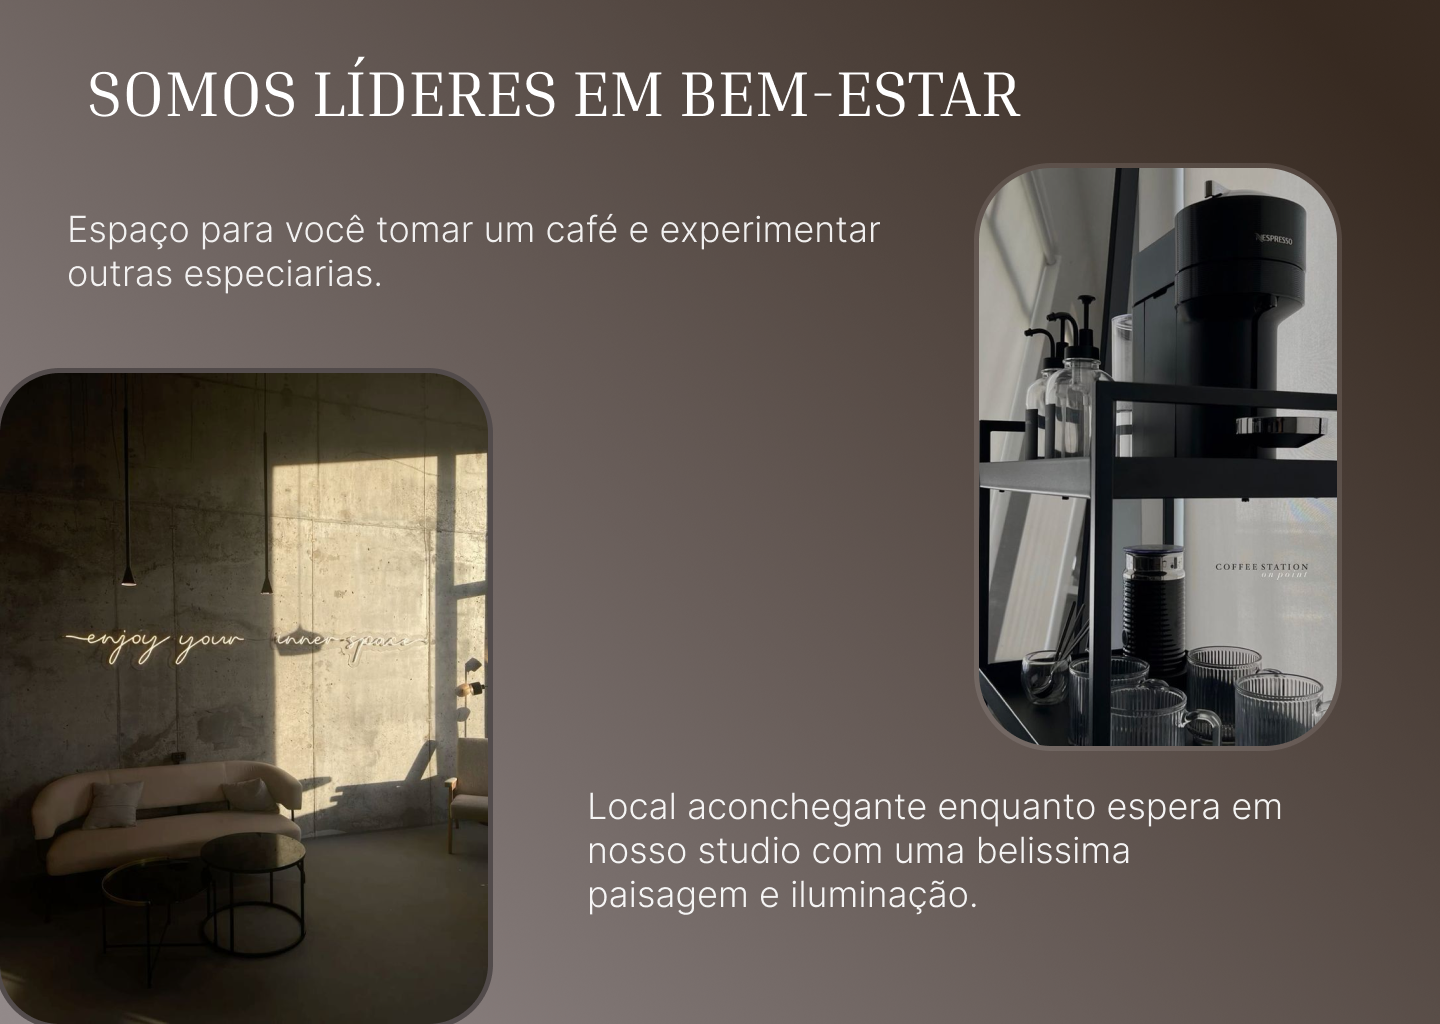 SOMOS LÍDERES EM BEM-ESTAR
Espaço para você tomar um café e experimentar
outras especiarias.
NESPRESSO
enjoy your inner space
COFFEE STATION
on point
Local aconchegante enquanto espera em
nosso studio com uma belissima
paisagem e iluminação.